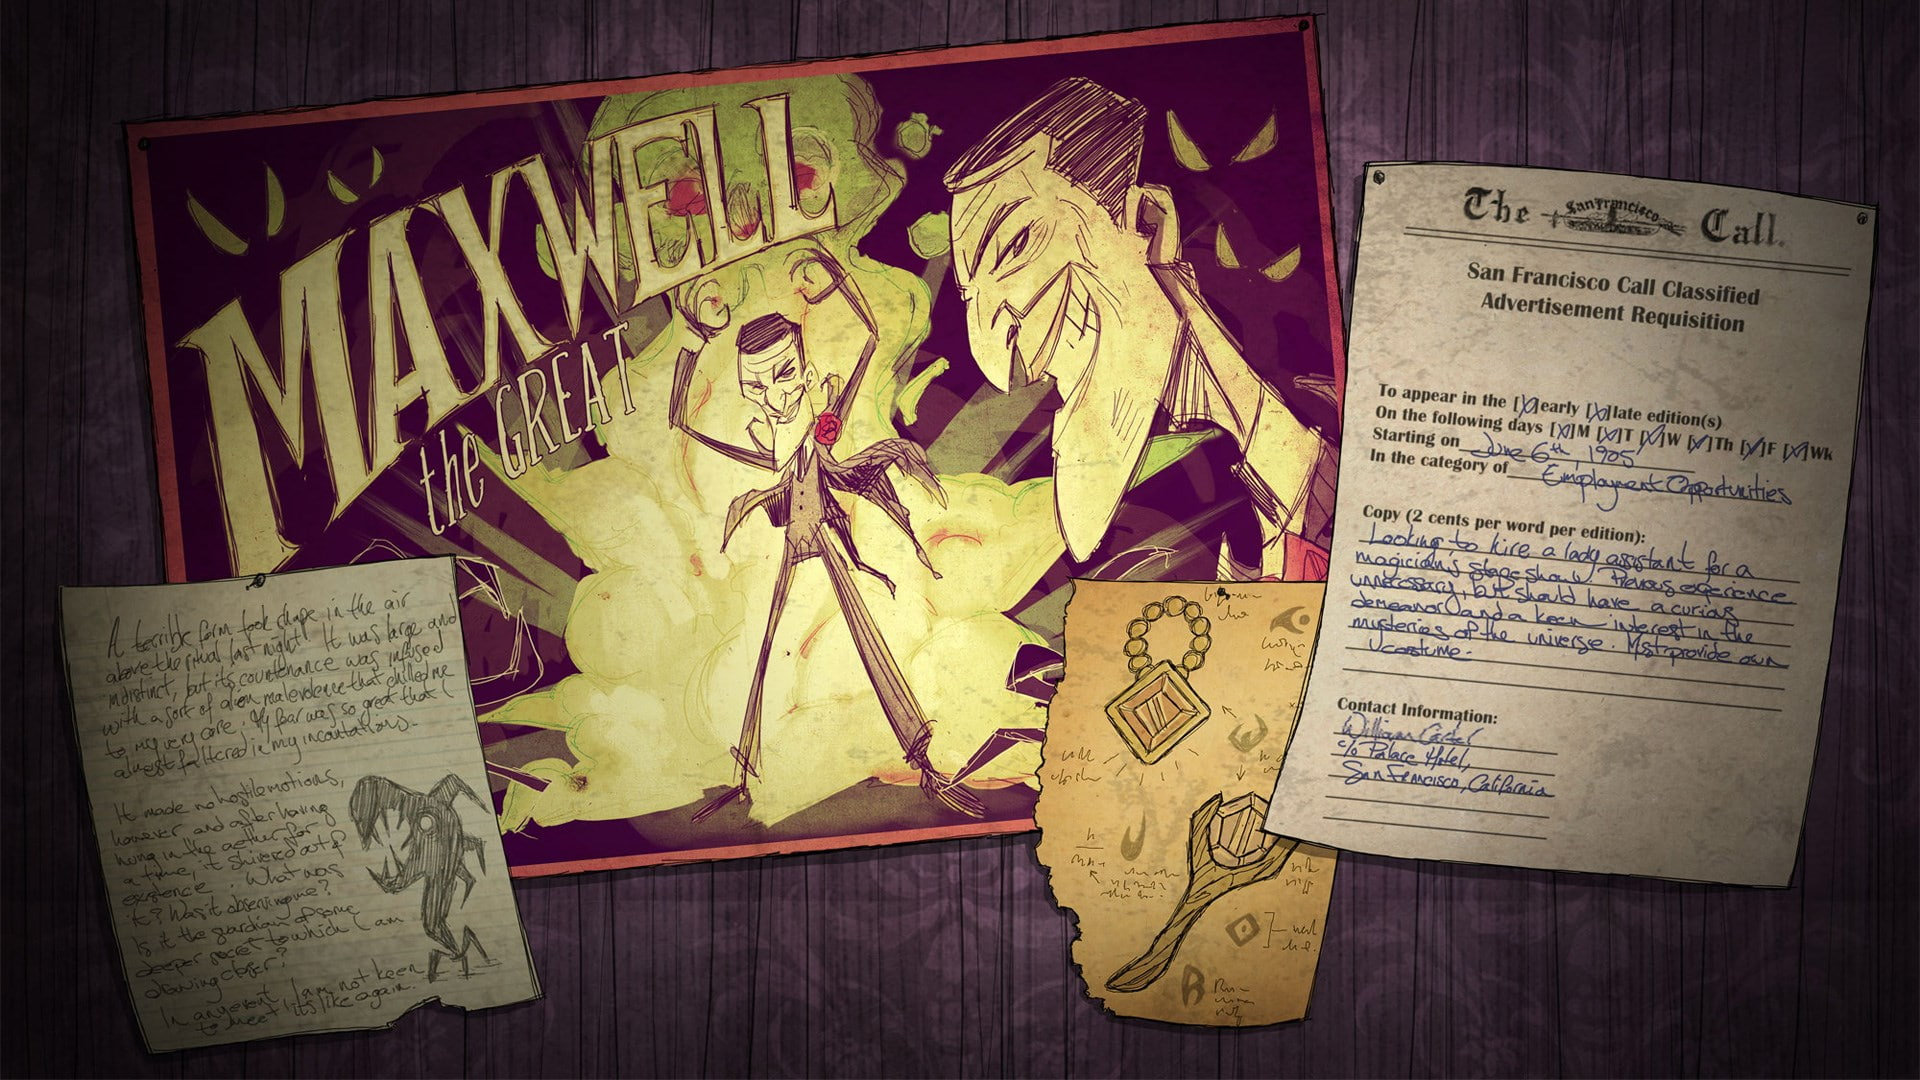 MAXWELL
the GREAT
The San Francisco Call.
San Francisco Call Classified
Advertisement Requisition
To appear in the [X]early [X]late edition(s)
On the following days [X]M [X]T [X]W [X]Th [X]F [X]Wk
Starting on June 6th, 1905
In the category of Employment Opportunities
Copy (2 cents per word per edition):
Looking to hire a lady assistant for a
magician's stage show. Previous experience
unnecessary, but should have a curious
demeanor and a keen interest in the
mysteries of the universe. Must provide own
costume.
Contact Information:
William Carter
c/o Palace Hotel,
San Francisco, California
A terrible form took shape in the air
above the ritual last night! It was large and
indistinct, but its countenance was infused
with a sort of alien malevolence that chilled me
to my very core. My fear was so great that I
almost faltered in my incantations.
It made no hostile motions,
however and after having
hung in the aether for
a time, it shivered out of
existence. What was
it? Was it observing me?
Is it the guardian of some
deeper secret to which I am
drawing closer?
In any event, I am not keen
to meet its like again.